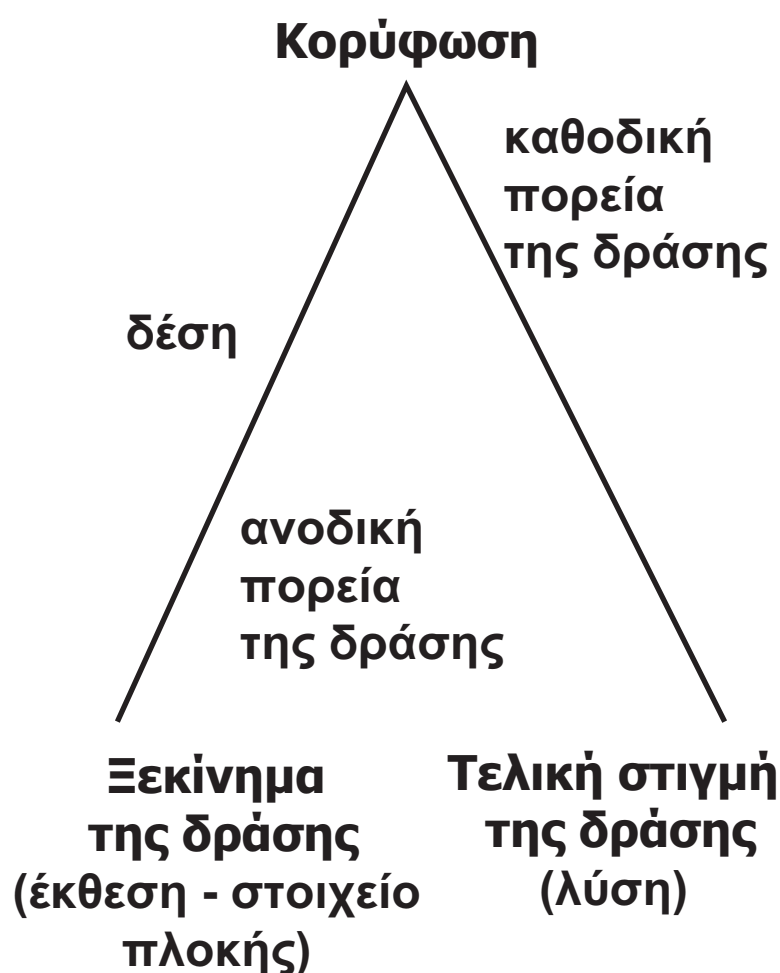 Κορύφωση
καθοδική
πορεία
της δράσης
δέση
ανοδική
πορεία
της δράσης
Ξεκίνημα
της δράσης
(έκθεση - στοιχείο
πλοκής)
Τελική στιγμή
της δράσης
(λύση)